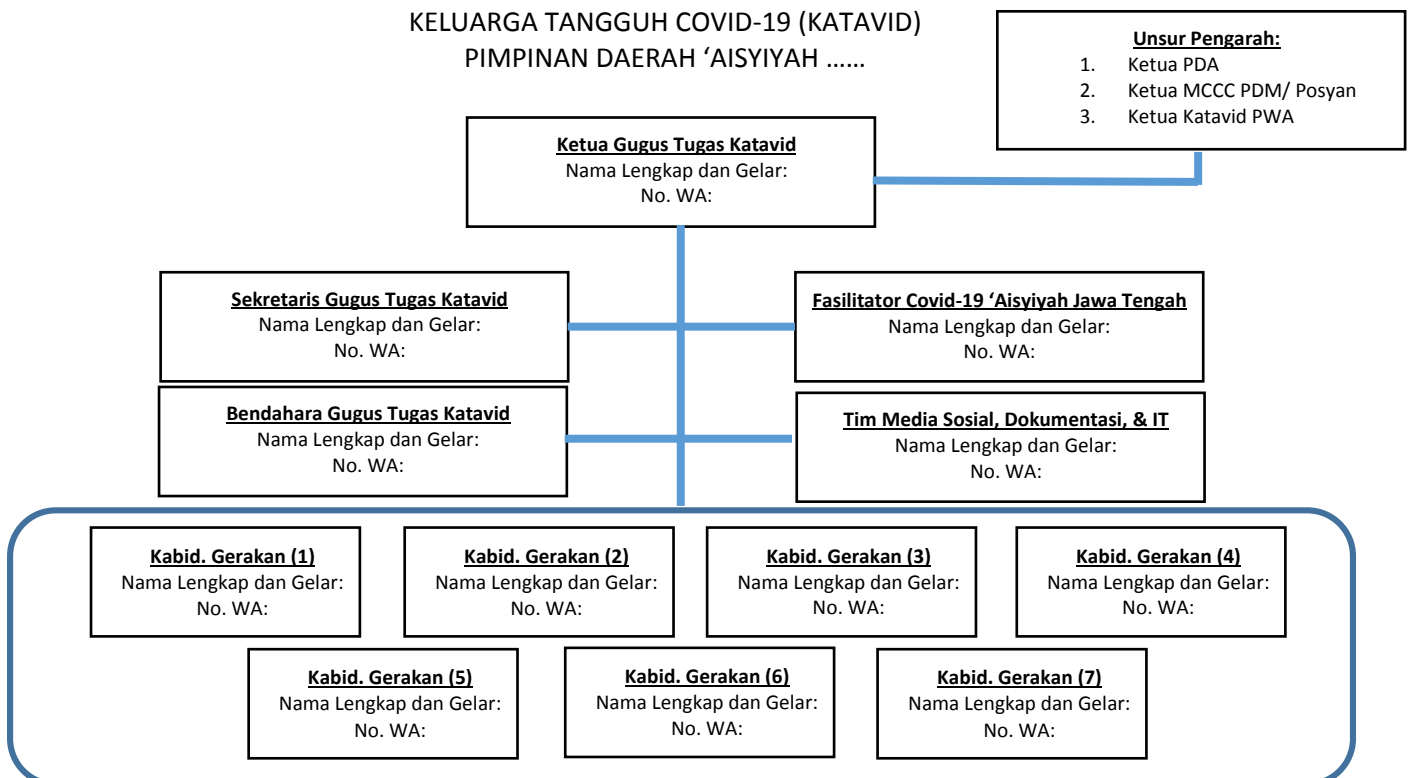 KELUARGA TANGGUH COVID-19 (KATAVID)
PIMPINAN DAERAH ‘AISYIYAH ......
Unsur Pengarah:
1. Ketua PDA
2. Ketua MCCC PDM/ Posyan
3. Ketua Katavid PWA
Ketua Gugus Tugas Katavid
Nama Lengkap dan Gelar:
No. WA:
Sekretaris Gugus Tugas Katavid
Nama Lengkap dan Gelar:
No. WA:
Fasilitator Covid-19 ‘Aisyiyah Jawa Tengah
Nama Lengkap dan Gelar:
No. WA:
Bendahara Gugus Tugas Katavid
Nama Lengkap dan Gelar:
No. WA:
Tim Media Sosial, Dokumentasi, & IT
Nama Lengkap dan Gelar:
No. WA:
Kabid. Gerakan (1)
Nama Lengkap dan Gelar:
No. WA:
Kabid. Gerakan (2)
Nama Lengkap dan Gelar:
No. WA:
Kabid. Gerakan (3)
Nama Lengkap dan Gelar:
No. WA:
Kabid. Gerakan (4)
Nama Lengkap dan Gelar:
No. WA:
Kabid. Gerakan (5)
Nama Lengkap dan Gelar:
No. WA:
Kabid. Gerakan (6)
Nama Lengkap dan Gelar:
No. WA:
Kabid. Gerakan (7)
Nama Lengkap dan Gelar:
No. WA: